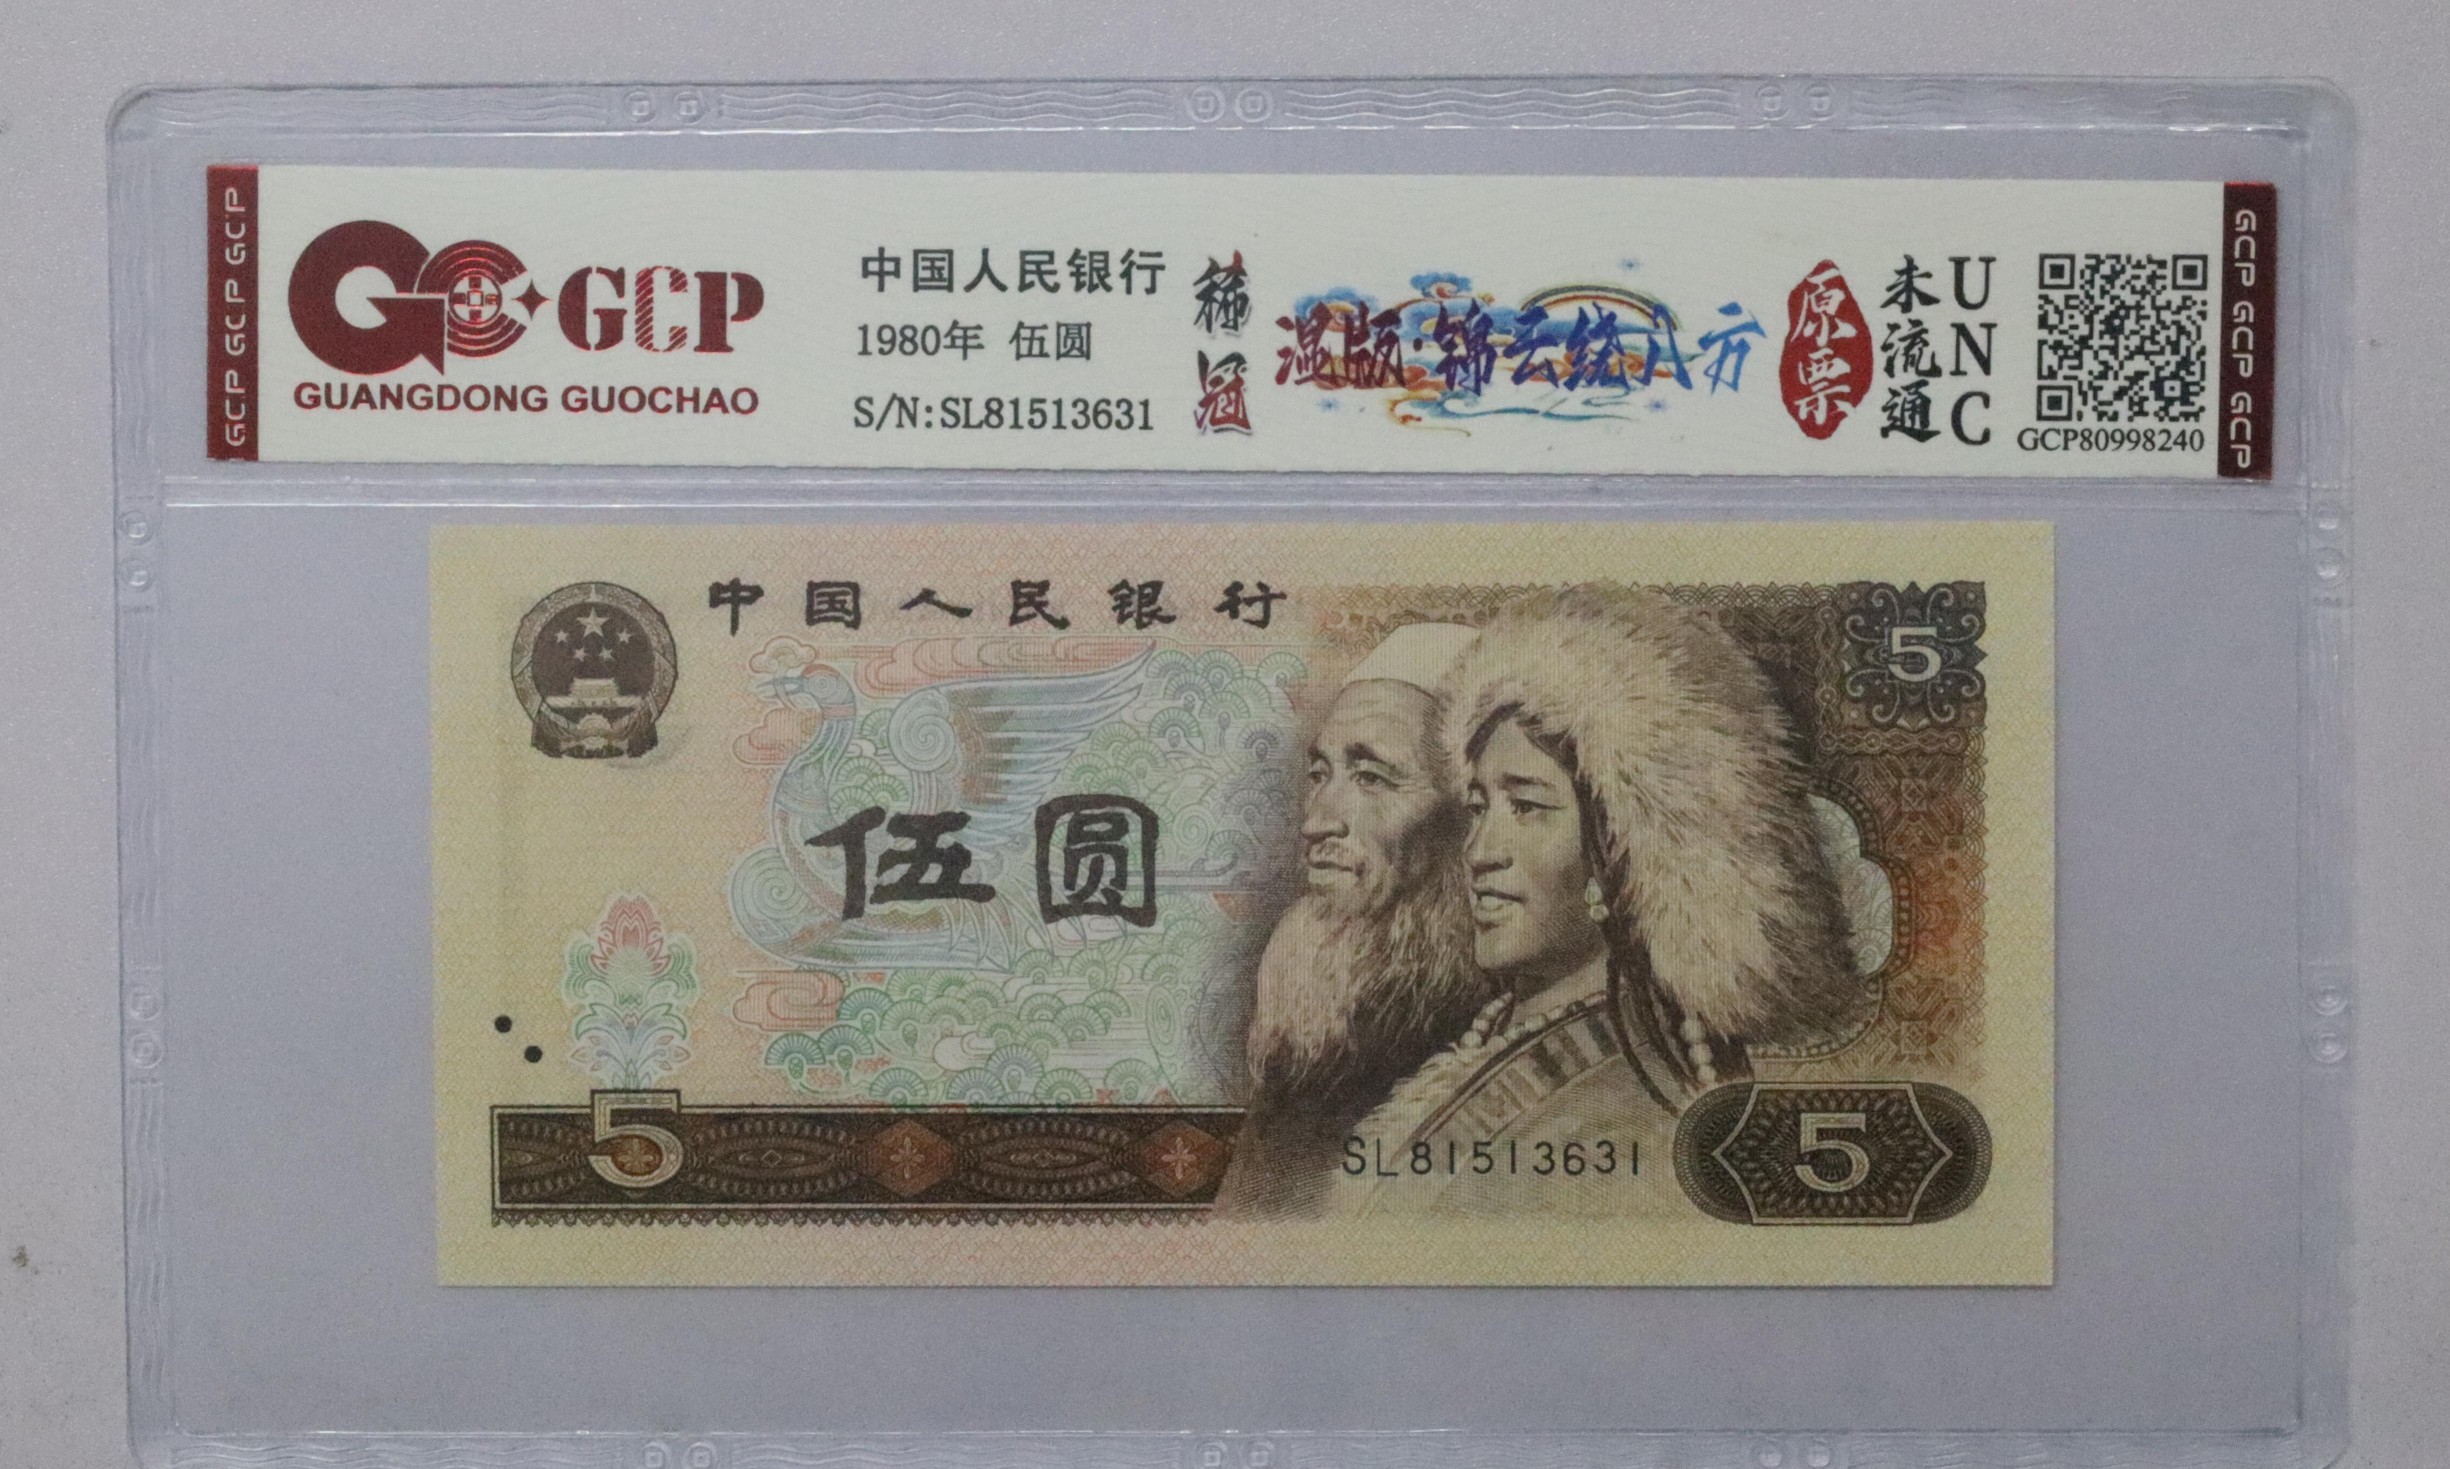 GCP GCP GCP GCP
GCP
GUANGDONG GUOCHAO
中国人民银行
1980年 伍圆
S/N:SL81513631
稀冠
湿版·锦云绕八方
原票
未流通
UNC
GCP80998240
GCP GCP GCP GCP
中国人民银行
5
伍圆
5
SL81513631
5